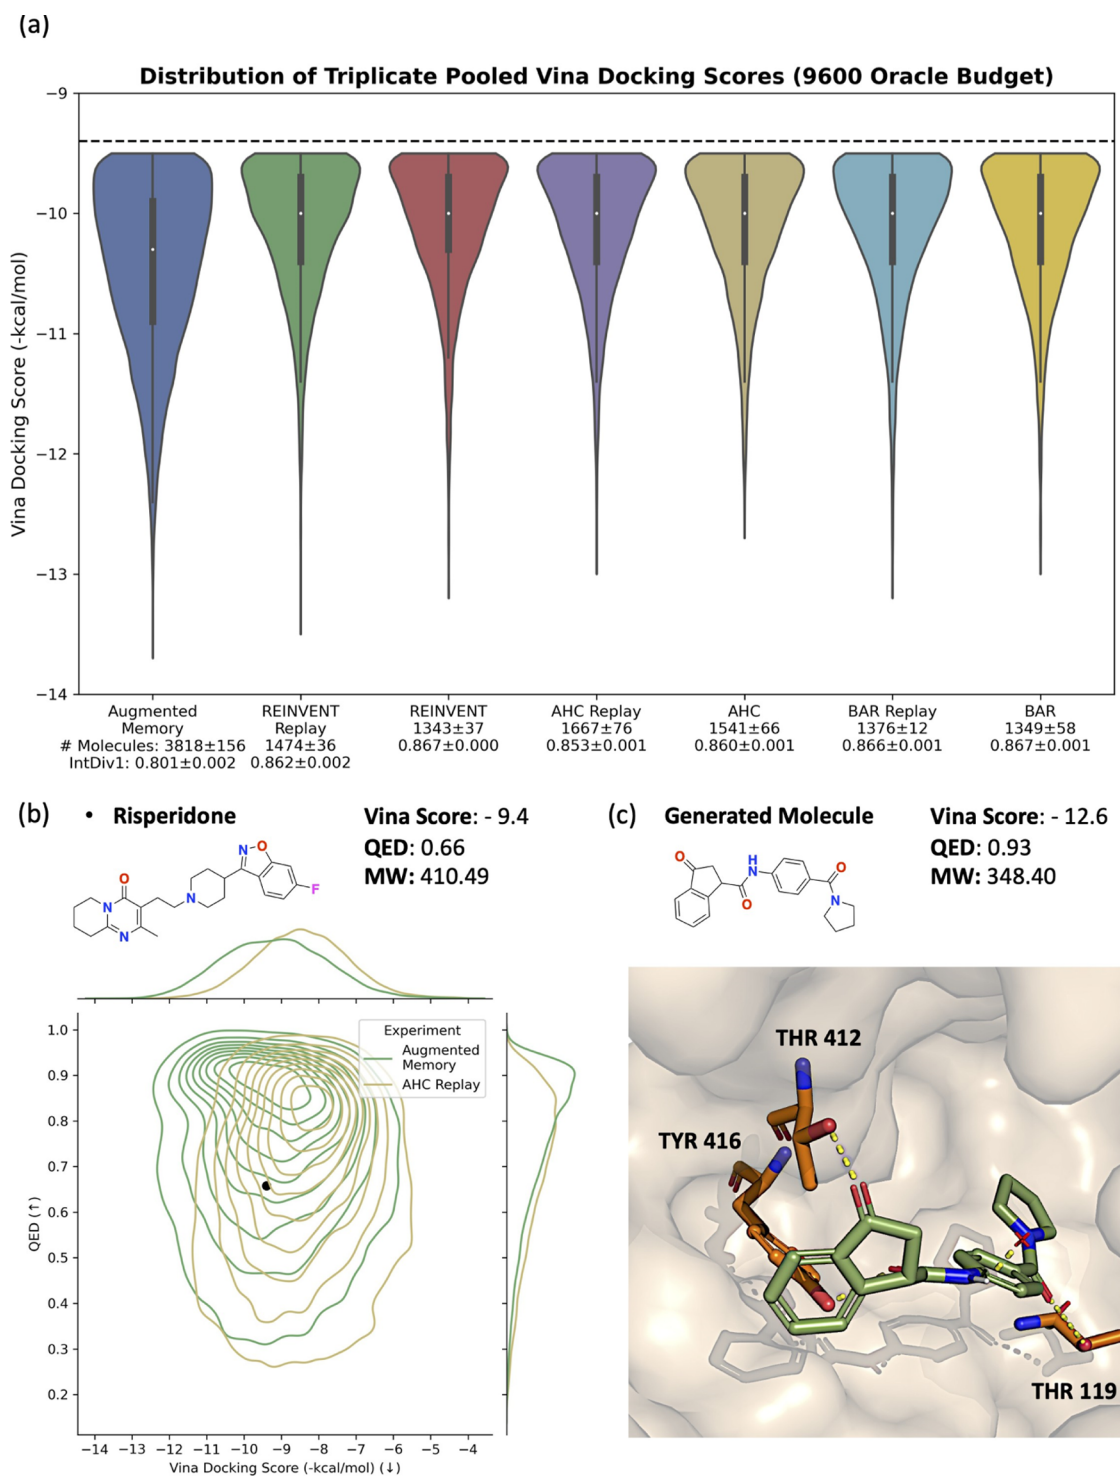 (a)
Distribution of Triplicate Pooled Vina Docking Scores (9600 Oracle Budget)
Vina Docking Score (-kcal/mol)
−9
−10
−11
−12
−13
−14
Augmented
Memory
# Molecules: 3818±156
IntDiv1: 0.801±0.002
REINVENT
Replay
1474±36
0.862±0.002
REINVENT
1343±37
0.867±0.000
AHC Replay
1667±76
0.853±0.001
AHC
1541±66
0.860±0.001
BAR Replay
1376±12
0.866±0.001
BAR
1349±58
0.867±0.001
(b)
• Risperidone
Vina Score: - 9.4
QED: 0.66
MW: 410.49
O
N
N
N
N
O
F
Experiment
Augmented
Memory
AHC Replay
QED (↑)
1.0
0.9
0.8
0.7
0.6
0.5
0.4
0.3
0.2
−14 −13 −12 −11 −10 −9 −8 −7 −6 −5 −4
Vina Docking Score (-kcal/mol) (↓)
(c)
Generated Molecule
Vina Score: - 12.6
QED: 0.93
MW: 348.40
O
H
N
O
O
N
THR 412
TYR 416
THR 119